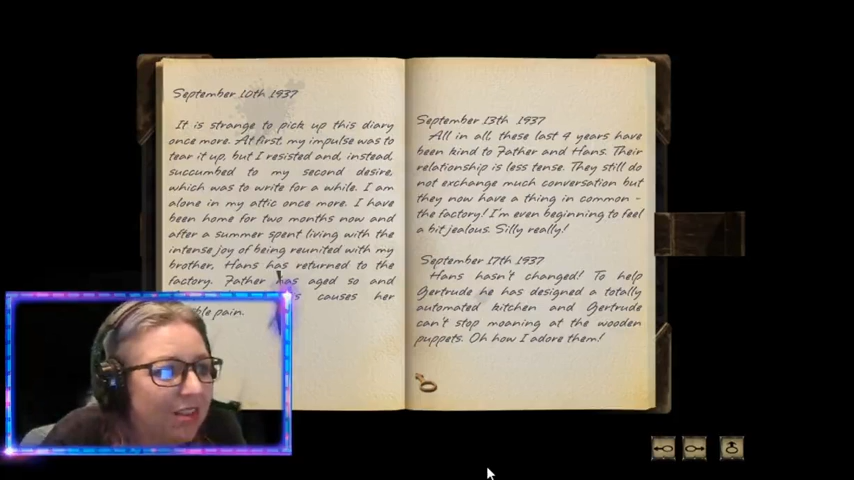 September 10th 1937
It is strange to pick up this diary
once more. At first, my impulse was to
tear it up, but I resisted and, instead,
succumbed to my second desire,
which was to write for a while. I am
alone in my attic once more. I have
been home for two months now and
after a summer spent living with the
intense joy of being reunited with my
brother, Hans has returned to the
factory. Father has aged so and
causes her
pain.
September 13th 1937
All in all, these last 4 years have
been kind to Father and Hans. Their
relationship is less tense. They still do
not exchange much conversation but
they now have a thing in common -
the factory! I'm even beginning to feel
a bit jealous. Silly really!
September 17th 1937
Hans hasn't changed! To help
Gertrude he has designed a totally
automated kitchen and Gertrude
can't stop moaning at the wooden
puppets. Oh how I adore them!